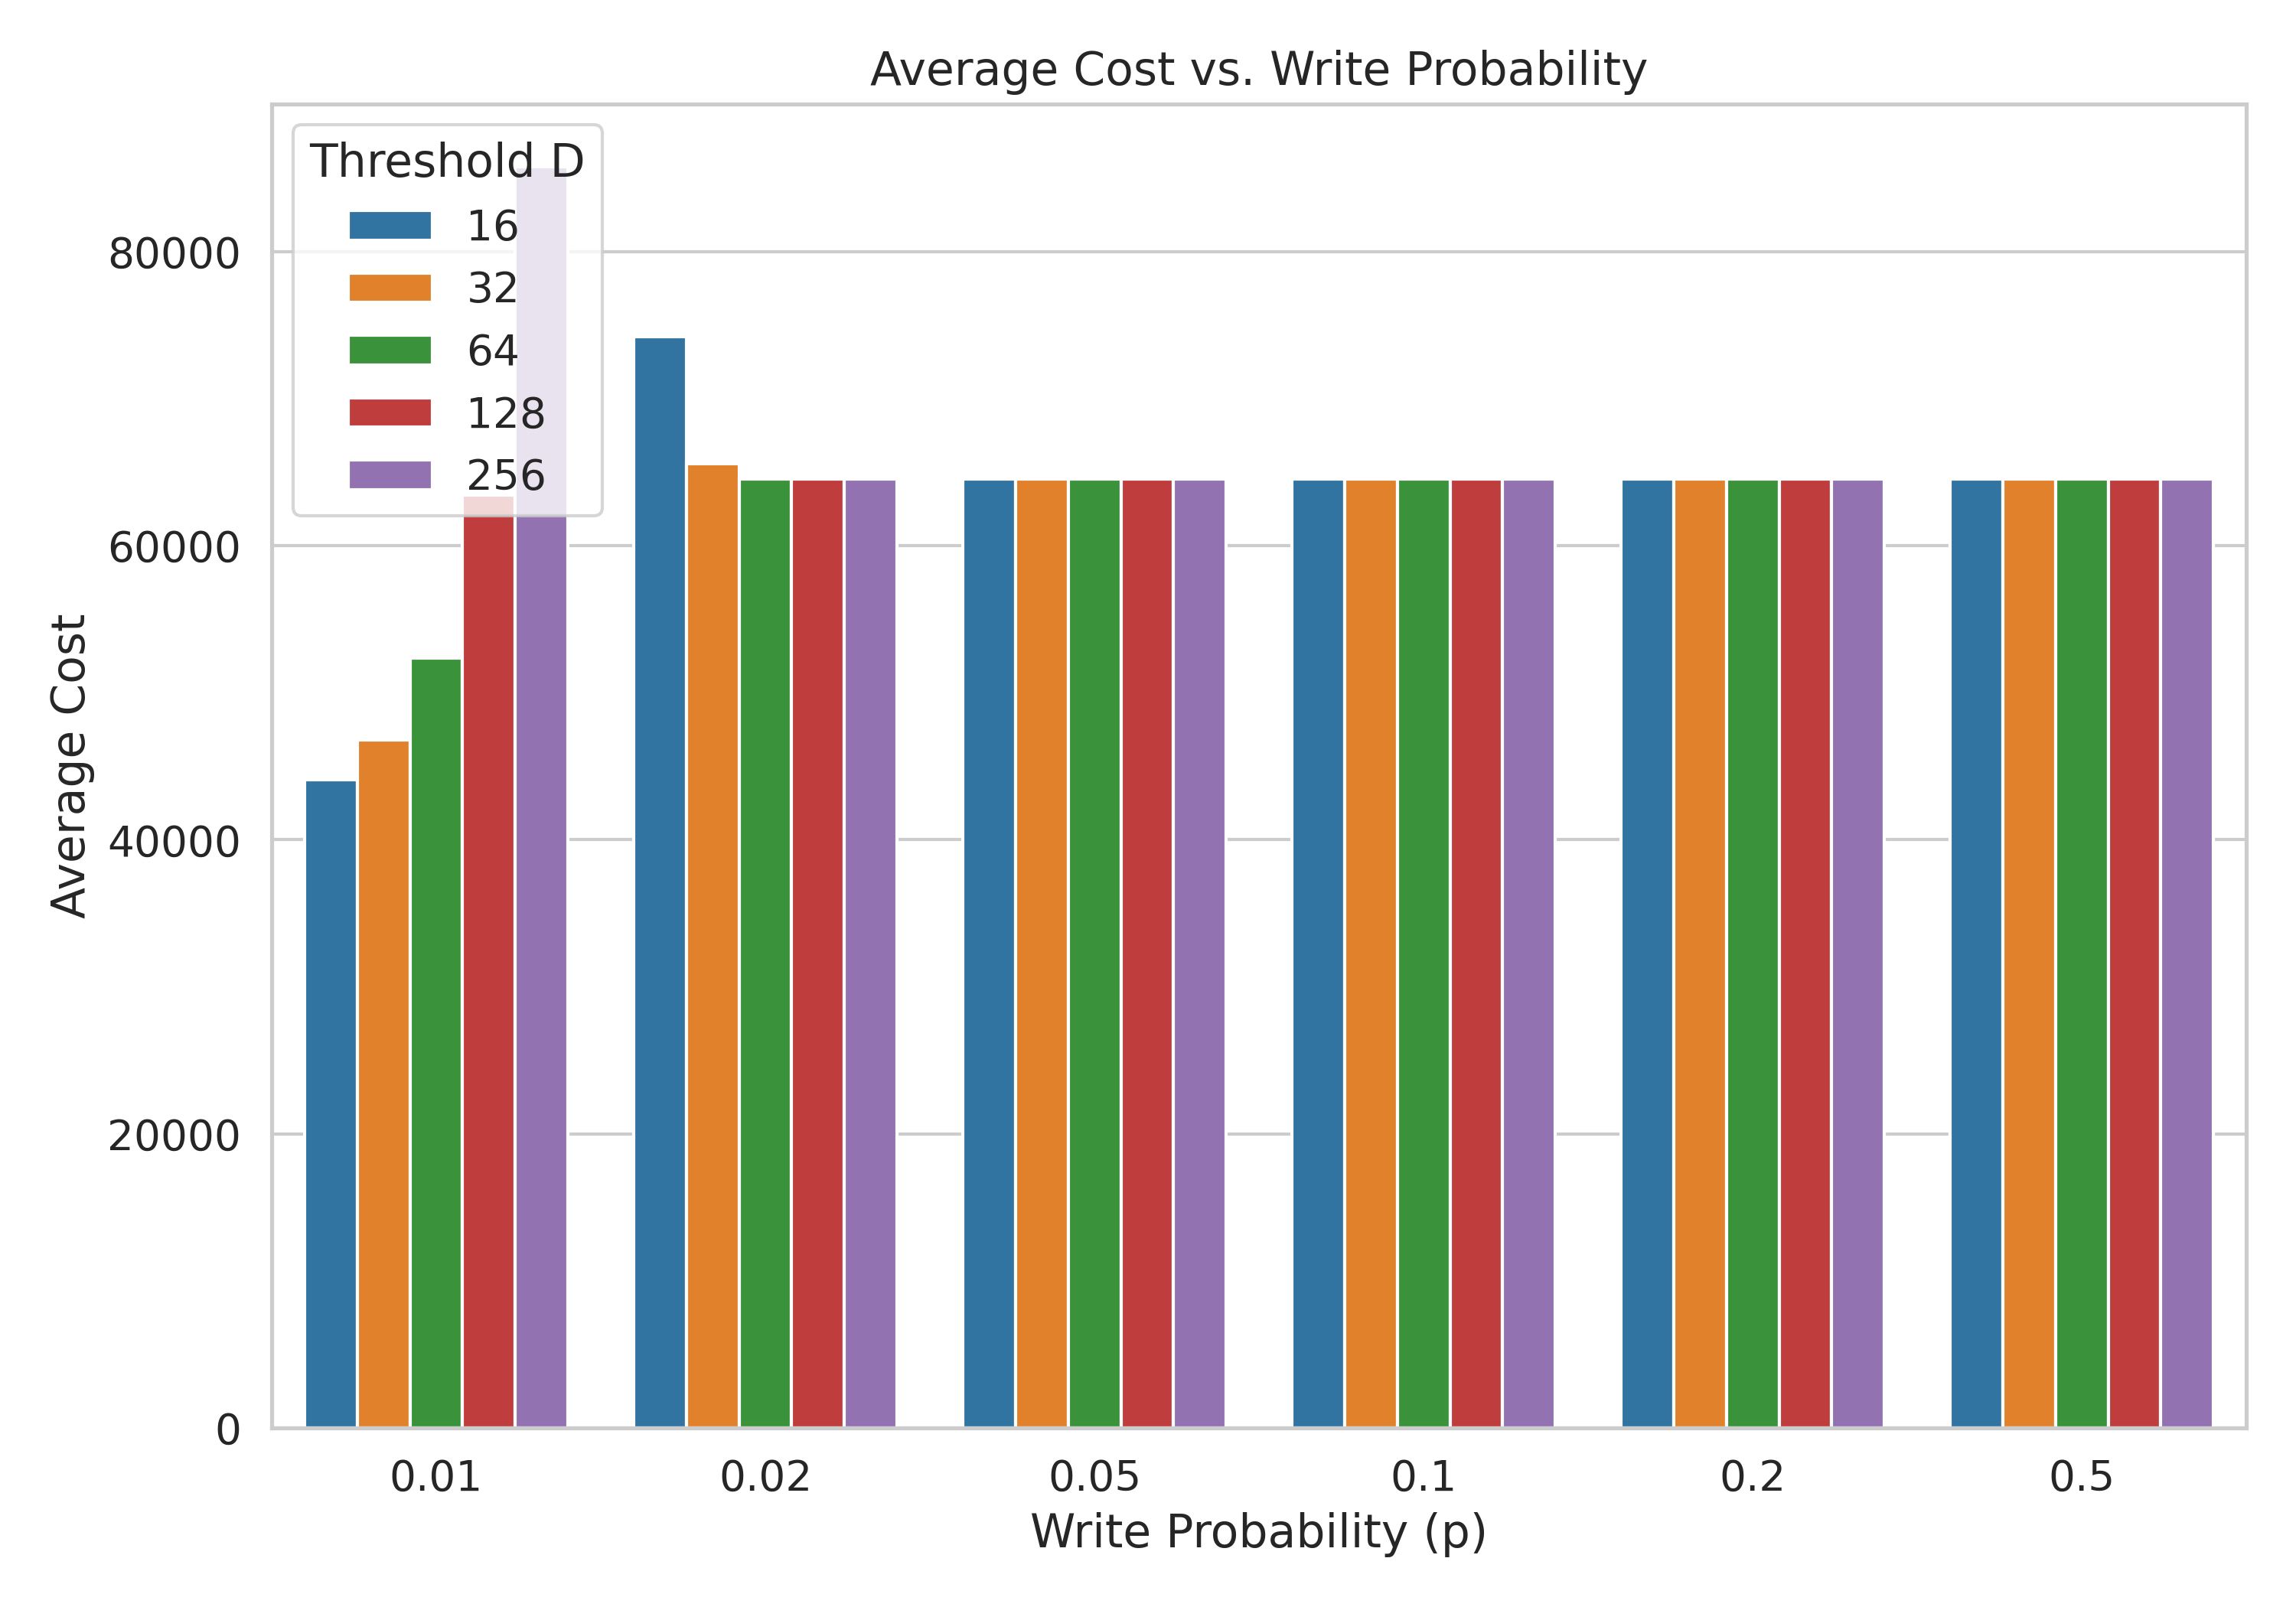 Average Cost vs. Write Probability
Threshold D
16
32
64
128
256
80000
60000
40000
20000
0
Average Cost
0.01 0.02 0.05 0.1 0.2 0.5
Write Probability (p)